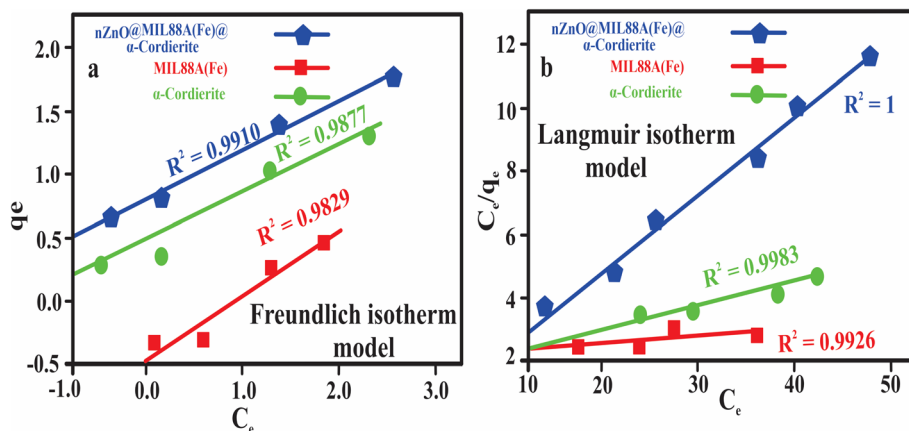 nZnO@MIL88A(Fe)@
α-Cordierite
MIL88A(Fe)
α-Cordierite
a
R² = 0.9910
R² = 0.9877
R² = 0.9829
Freundlich isotherm
model
qe
2.0
1.5
1.0
0.5
0.0
-0.5
-1.0
0.0
1.0
2.0
3.0
Cₑ
nZnO@MIL88A(Fe)@
α-Cordierite
MIL88A(Fe)
α-Cordierite
b
Langmuir isotherm
model
R² = 1
R² = 0.9983
R² = 0.9926
Cₑ/qₑ
12
10
8
6
4
2
10
20
30
40
50
Cₑ